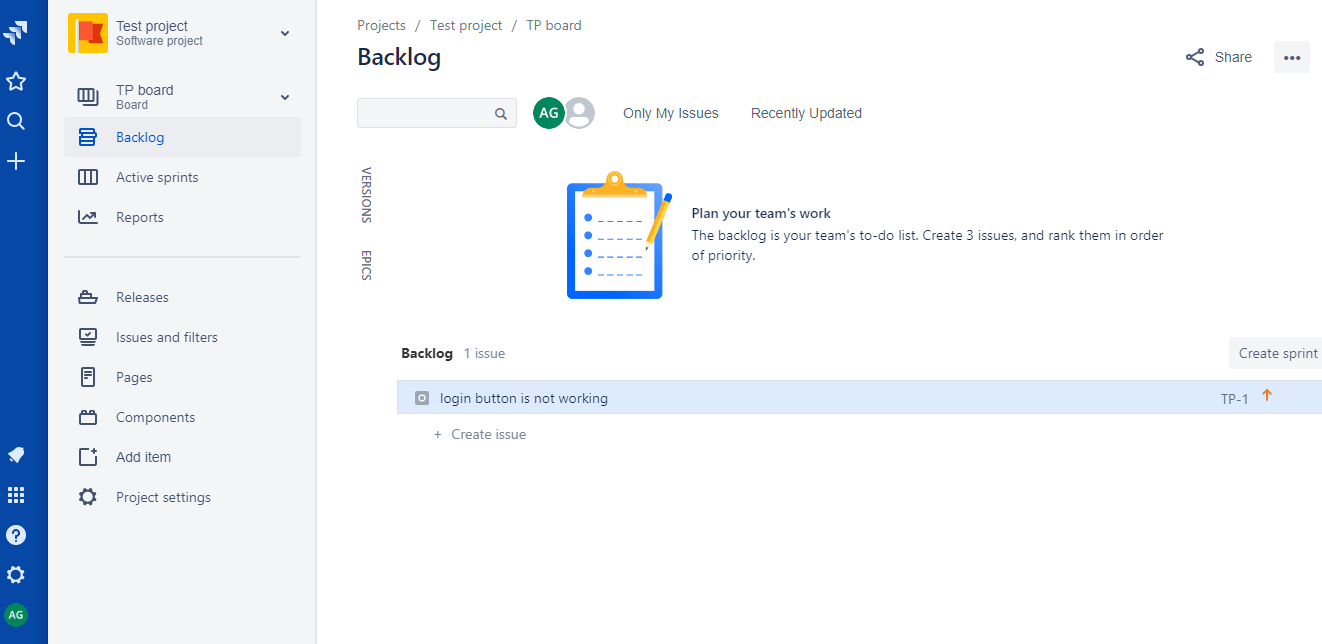 Test project
Software project
TP board
Board
Backlog
Active sprints
Reports
Releases
Issues and filters
Pages
Components
Add item
Project settings
AG
Projects / Test project / TP board
Backlog
Share
AG
Only My Issues
Recently Updated
VERSIONS
EPICS
Plan your team's work
The backlog is your team's to-do list. Create 3 issues, and rank them in order
of priority.
Backlog 1 issue
Create sprint
login button is not working
TP-1
+ Create issue